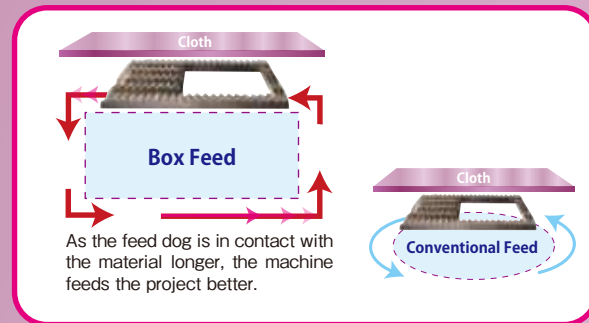 Cloth
Box Feed
As the feed dog is in contact with
the material longer, the machine
feeds the project better.
Cloth
Conventional Feed